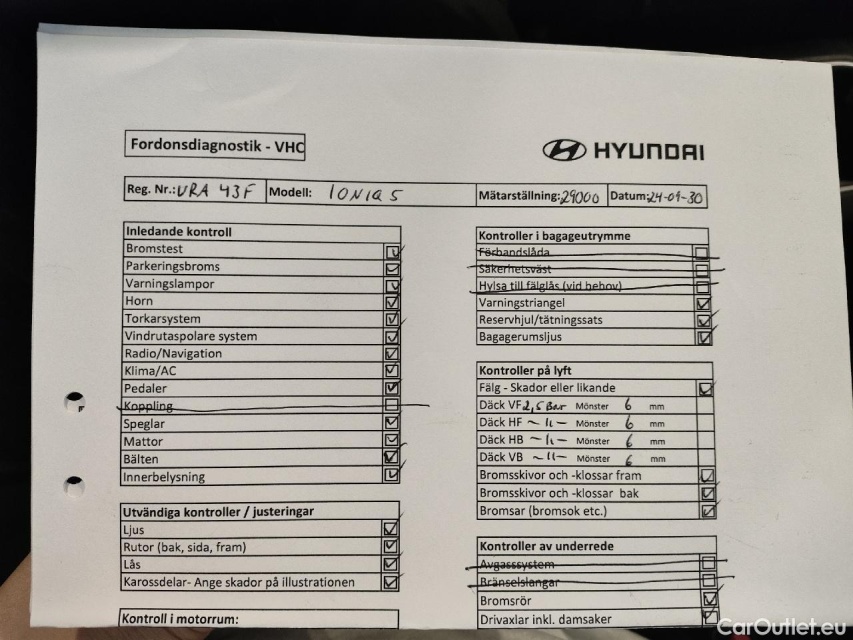 Fordonsdiagnostik - VHC
HYUNDAI
Reg. Nr.: URA 43F Modell: IONIQ 5 Mätarställning: 29000 Datum: 24-01-30
Inledande kontroll
Bromstest
Parkeringsbroms
Varningslampor
Horn
Torkarsystem
Vindrutaspolare system
Radio/Navigation
Klima/AC
Pedaler
Koppling
Speglar
Mattor
Bälten
Innerbelysning
Utvändiga kontroller / justeringar
Ljus
Rutor (bak, sida, fram)
Lås
Karossdelar- Ange skador på illustrationen
Kontroll i motorrum:
Kontroller i bagageutrymme
Förbandslåda
Säkerhetsväst
Hylsa till fälglås (vid behov)
Varningstriangel
Reservhjul/tätningssats
Bagagerumsljus
Kontroller på lyft
Fälg - Skador eller likande
Däck VF 2,5 Bar Mönster 6 mm
Däck HF ~ 11 — Mönster 6 mm
Däck HB ~ 11 — Mönster 6 mm
Däck VB ~ 11 — Mönster 6 mm
Bromsskivor och -klossar fram
Bromsskivor och -klossar bak
Bromsar (bromsok etc.)
Kontroller av underrede
Avgasssystem
Bränselslangar
Bromsrör
Drivaxlar inkl. damsaker
CarOutlet.eu